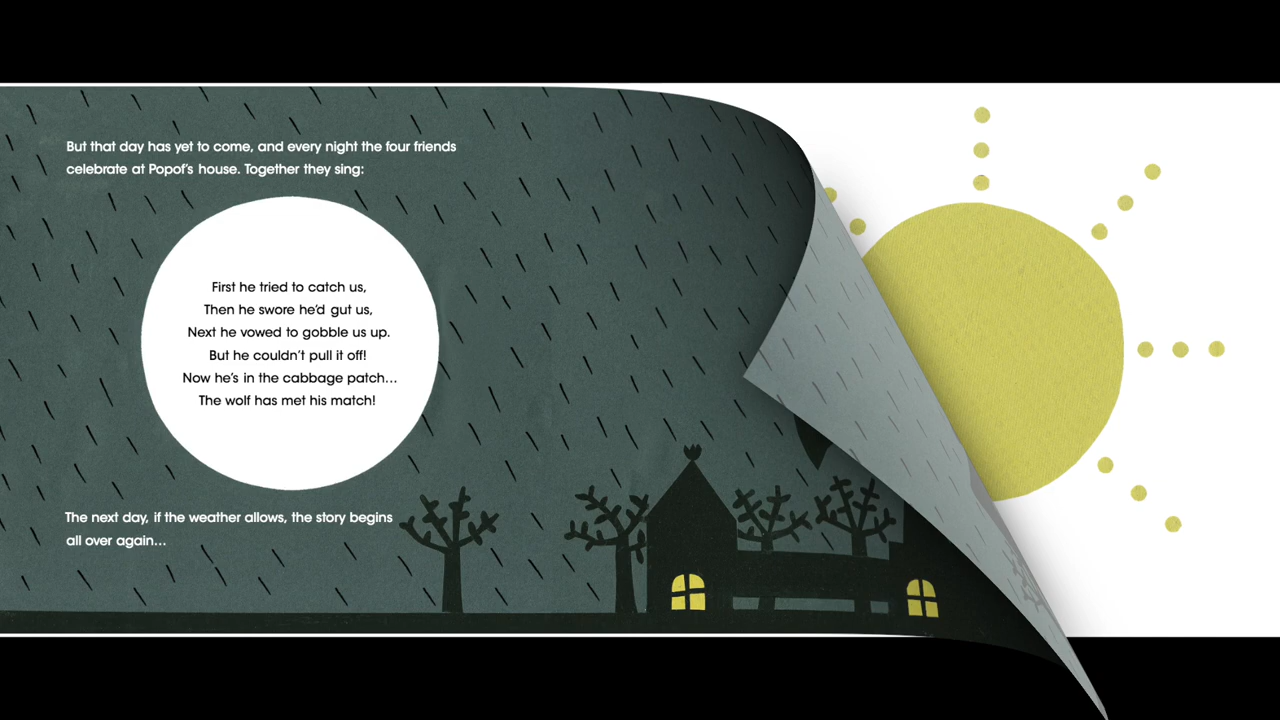 But that day has yet to come, and every night the four friends
celebrate at Popof's house. Together they sing:
First he tried to catch us,
Then he swore he'd gut us,
Next he vowed to gobble us up.
But he couldn't pull it off!
Now he's in the cabbage patch...
The wolf has met his match!
The next day, if the weather allows, the story begins
all over again...